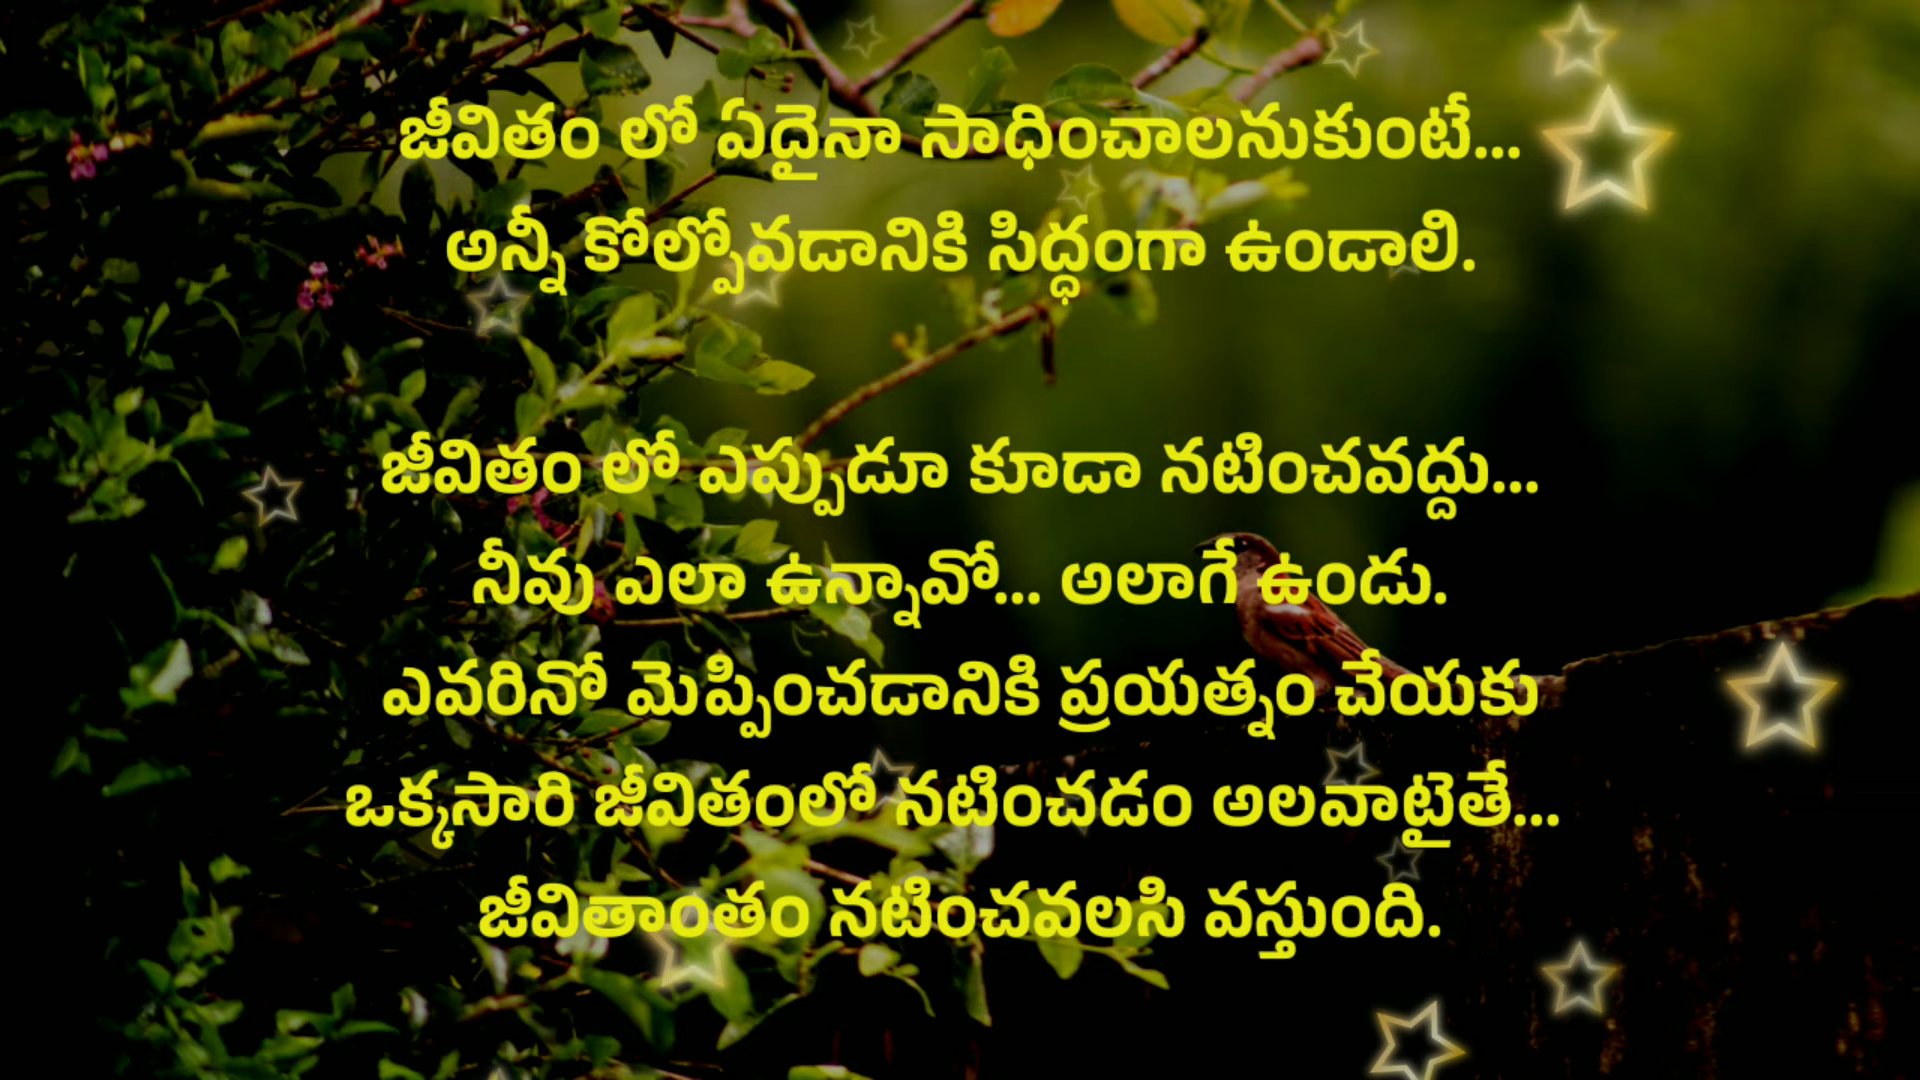 జీవితం లో ఏదైనా సాధించాలనుకుంటే...
అన్నీ కోల్పోవడానికి సిద్ధంగా ఉండాలి.
జీవితం లో ఎప్పుడూ కూడా నటించవద్దు...
నీవు ఎలా ఉన్నావో... అలాగే ఉండు.
ఎవరినో మెప్పించడానికి ప్రయత్నం చేయకు
ఒక్కసారి జీవితంలో నటించడం అలవాటైతే...
జీవితాంతం నటించవలసి వస్తుంది.